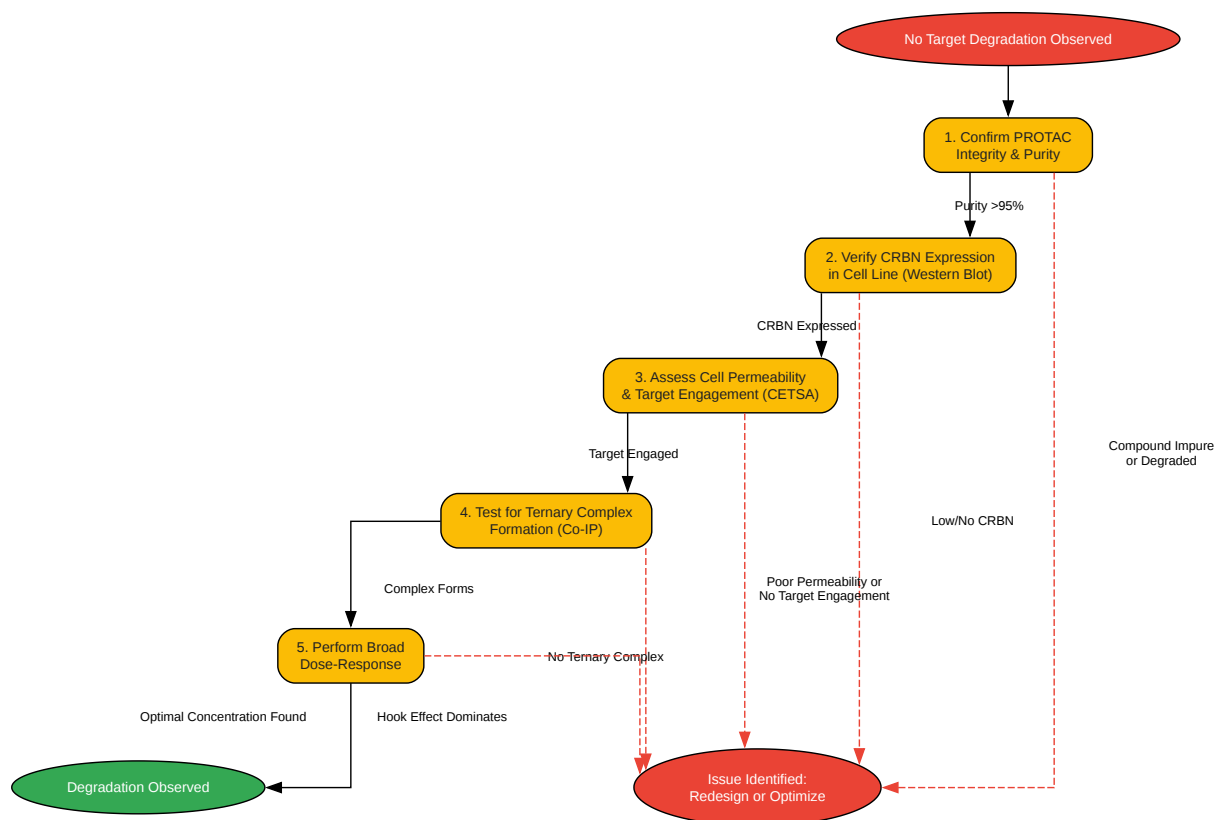 No Target Degradation Observed
1. Confirm PROTAC
Integrity & Purity
Purity >95%
2. Verify CRBN Expression
in Cell Line (Western Blot)
CRBN Expressed
3. Assess Cell Permeability
& Target Engagement (CETSA)
Compound Impure
or Degraded
Target Engaged
4. Test for Ternary Complex
Formation (Co-IP)
Low/No CRBN
Complex Forms
Poor Permeability or
No Target Engagement
5. Perform Broad
Dose-Response
No Ternary Complex
Optimal Concentration Found
Hook Effect Dominates
Degradation Observed
Issue Identified:
Redesign or Optimize